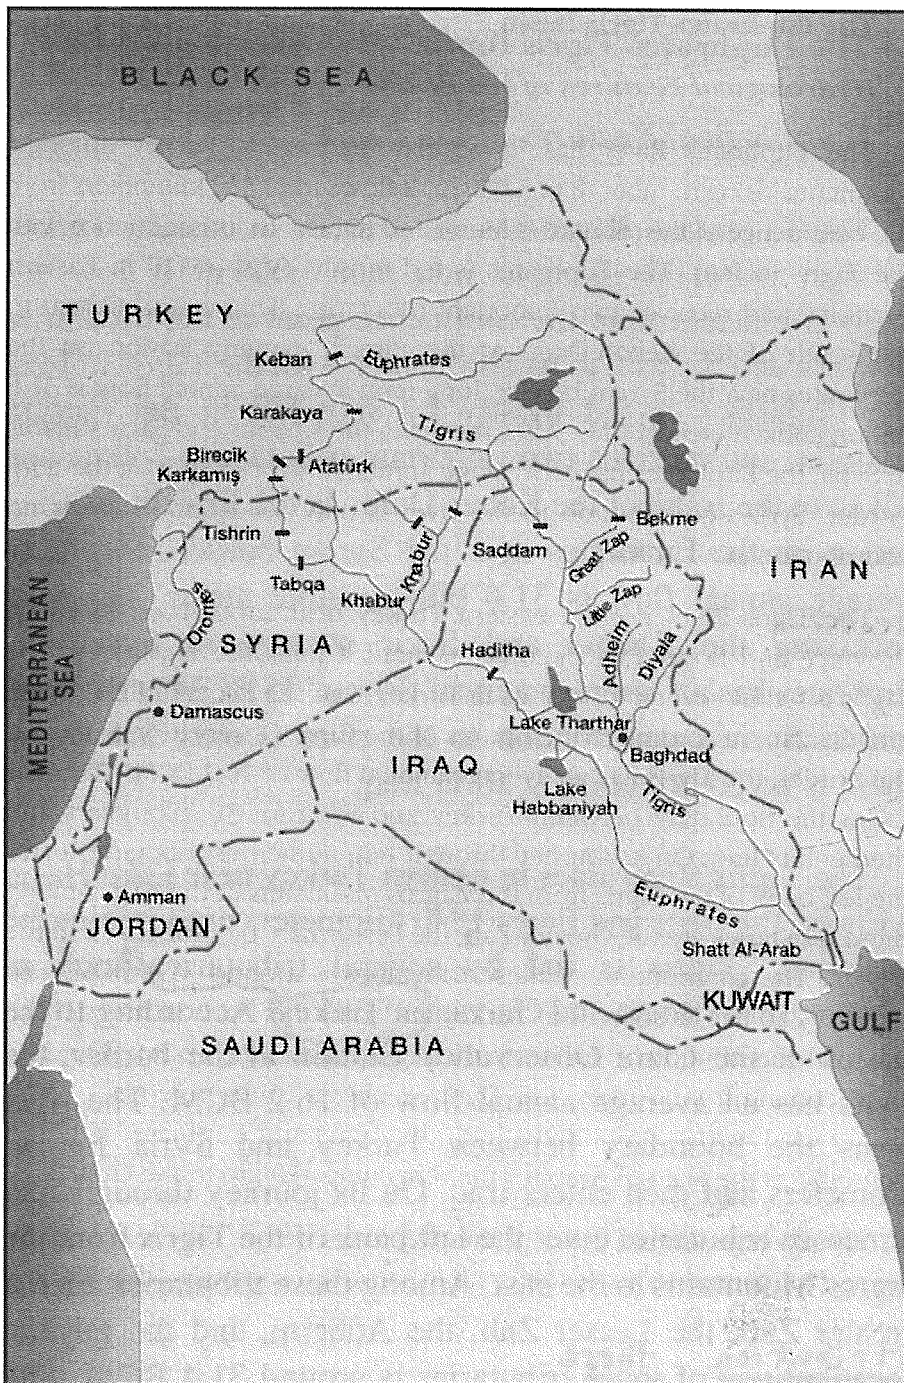 BLACK SEA
TURKEY
Keban
Euphrates
Karakaya
Tigris
Birecik
Karkamış
Atatürk
Tishrin
Saddam
Bekme
Great Zap
IRAN
Tabqa
Khabur
Khabur
Little Zap
Orontes
SYRIA
Adheim
Diyala
MEDITERRANEAN
SEA
Haditha
Damascus
Lake Tharthar
IRAQ
Baghdad
Lake
Habbaniyah
Tigris
Amman
Euphrates
JORDAN
Shatt Al-Arab
KUWAIT
GULF
SAUDI ARABIA